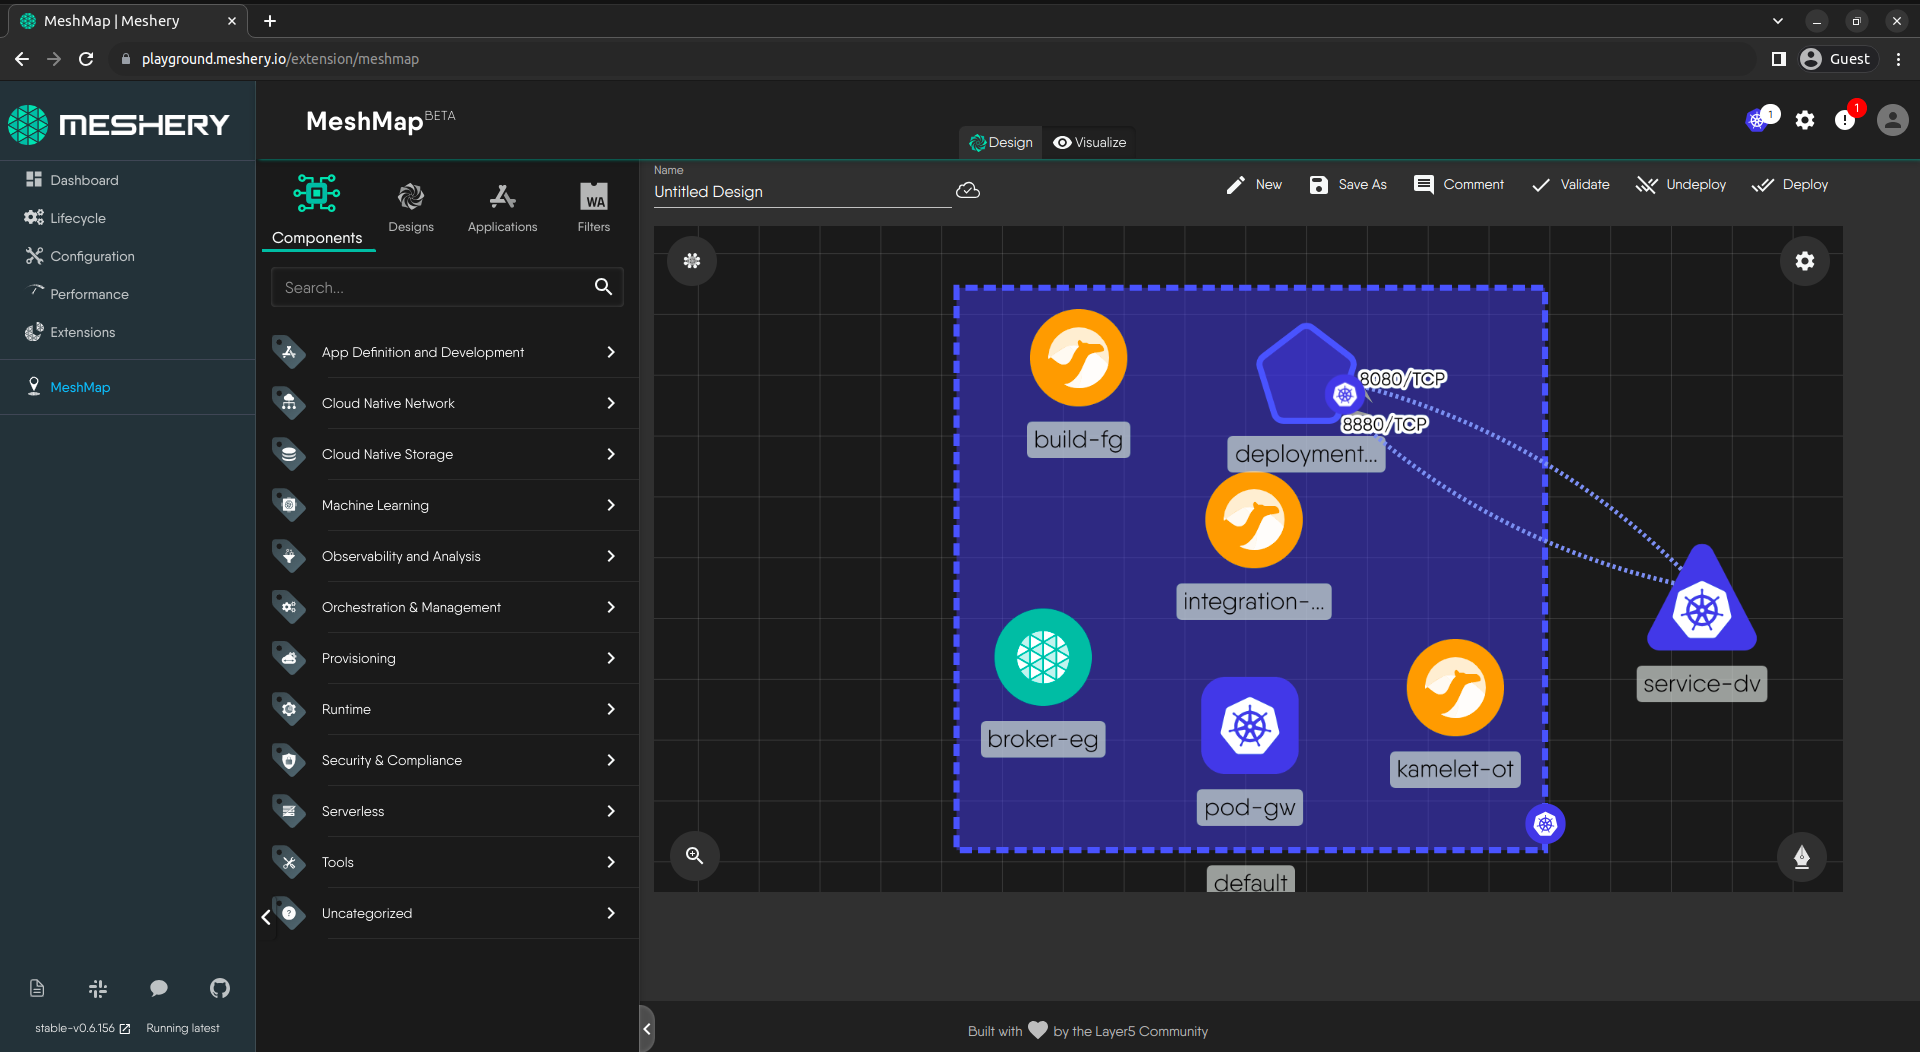 MeshMap | Meshery
playground.meshery.io/extension/meshmap
Guest
MESHERY
MeshMap BETA
1
1
Design
Visualize
Dashboard
Lifecycle
Configuration
Performance
Extensions
MeshMap
Components
Designs
Applications
WA
Filters
Search...
App Definition and Development
Cloud Native Network
Cloud Native Storage
Machine Learning
Observability and Analysis
Orchestration & Management
Provisioning
Runtime
Security & Compliance
Serverless
Tools
Uncategorized
Name
Untitled Design
New
Save As
Comment
Validate
Undeploy
Deploy
build-fg
8080/TCP
8880/TCP
deployment...
integration-...
broker-eg
pod-gw
kamelet-ot
service-dv
default
stable-v0.6.156
Running latest
Built with by the Layer5 Community